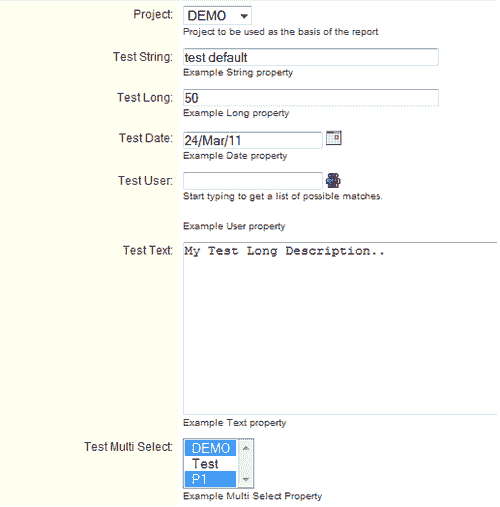 Project: DEMO
Project to be used as the basis of the report
Test String: test default
Example String property
Test Long: 50
Example Long property
Test Date: 24/Mar/11
Example Date property
Test User:
Start typing to get a list of possible matches.
Example User property
Test Text: My Test Long Description..
Example Text property
Test Multi Select: DEMO
Test
P1
Example Multi Select Property